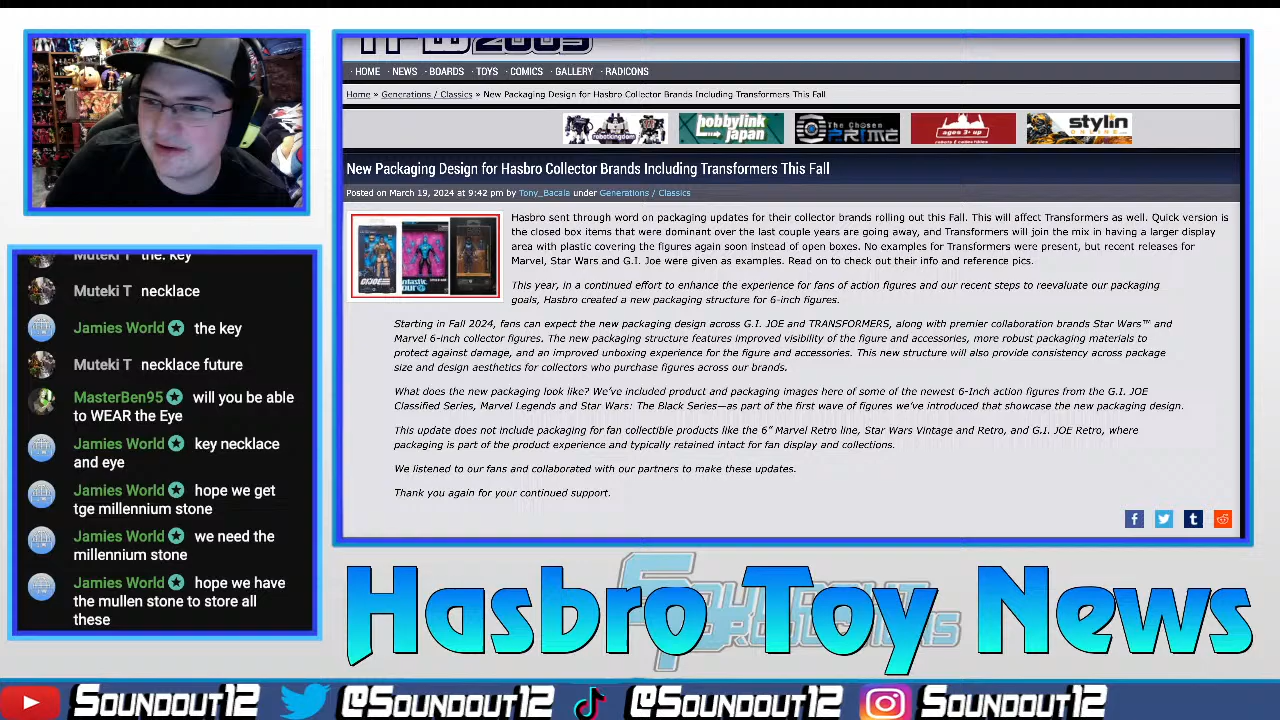 TFW2005
· HOME · NEWS · BOARDS · TOYS · COMICS · GALLERY · RADICONS
Home » Generations / Classics » New Packaging Design for Hasbro Collector Brands Including Transformers This Fall
robotkingdom
hobbylink japan
The Chosen PRIME
ages 3+ up
robots & collectibles
stylin ONLINE.COM
New Packaging Design for Hasbro Collector Brands Including Transformers This Fall
Posted on March 19, 2024 at 9:42 pm by Tony_Bacala under Generations / Classics
Hasbro sent through word on packaging updates for their collector brands rolling out this Fall. This will affect Transformers as well. Quick version is
the closed box items that were dominant over the last couple years are going away, and Transformers will join the mix in having a larger display
area with plastic covering the figures again soon instead of open boxes. No examples for Transformers were present, but recent releases for
Marvel, Star Wars and G.I. Joe were given as examples. Read on to check out their info and reference pics.
This year, in a continued effort to enhance the experience for fans of action figures and our recent steps to reevaluate our packaging
goals, Hasbro created a new packaging structure for 6-inch figures.
Starting in Fall 2024, fans can expect the new packaging design across G.I. JOE and TRANSFORMERS, along with premier collaboration brands Star Wars™ and
Marvel 6-inch collector figures. The new packaging structure features improved visibility of the figure and accessories, more robust packaging materials to
protect against damage, and an improved unboxing experience for the figure and accessories. This new structure will also provide consistency across package
size and design aesthetics for collectors who purchase figures across our brands.
What does the new packaging look like? We've included product and packaging images here of some of the newest 6-Inch action figures from the G.I. JOE
Classified Series, Marvel Legends and Star Wars: The Black Series—as part of the first wave of figures we've introduced that showcase the new packaging design.
This update does not include packaging for fan collectible products like the 6" Marvel Retro line, Star Wars Vintage and Retro, and G.I. JOE Retro, where
packaging is part of the product experience and typically retained intact for fan display and collections.
We listened to our fans and collaborated with our partners to make these updates.
Thank you again for your continued support.
Muteki T the. key
Muteki T necklace
Jamies World the key
Muteki T necklace future
MasterBen95 will you be able
to WEAR the Eye
Jamies World key necklace
and eye
Jamies World hope we get
tge millennium stone
Jamies World we need the
millennium stone
Jamies World hope we have
the mullen stone to store all
these
Hasbro Toy News
Soundout12 @Soundout12 @Soundout12 Soundout12